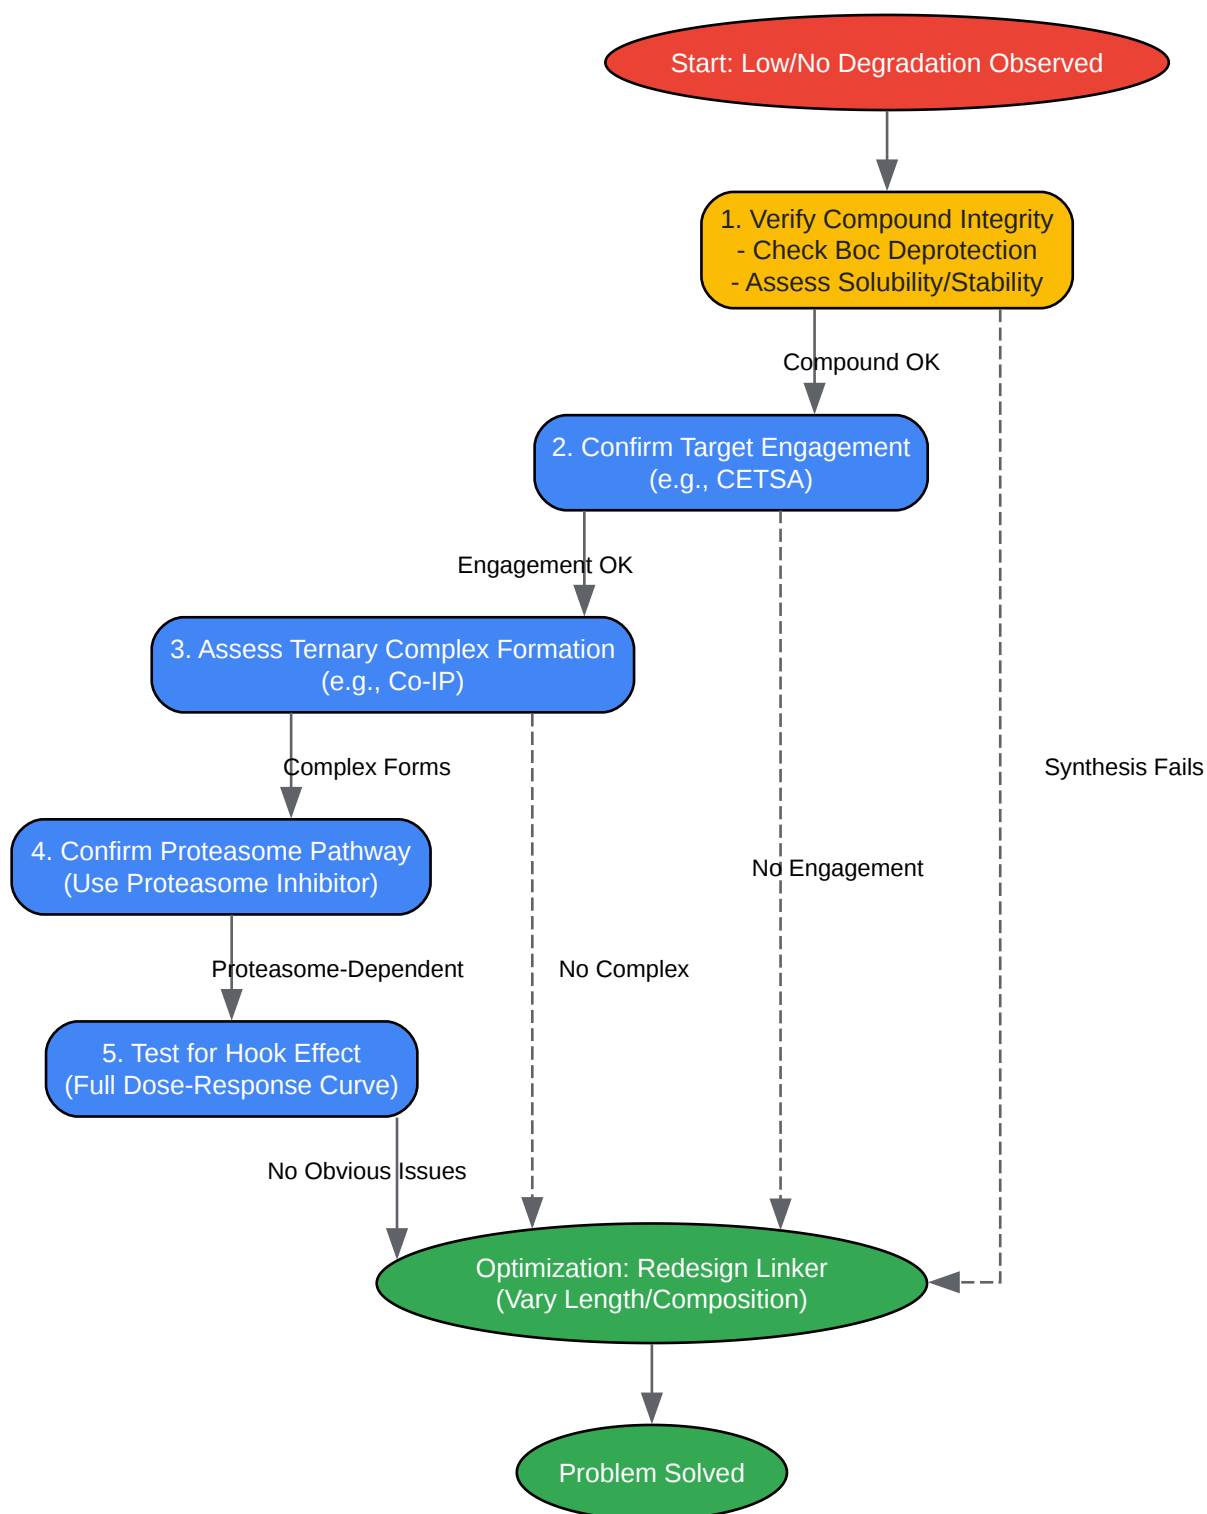 Start: Low/No Degradation Observed
1. Verify Compound Integrity
- Check Boc Deprotection
- Assess Solubility/Stability
Compound OK
2. Confirm Target Engagement
(e.g., CETSA)
Engagement OK
3. Assess Ternary Complex Formation
(e.g., Co-IP)
Complex Forms
Synthesis Fails
4. Confirm Proteasome Pathway
(Use Proteasome Inhibitor)
No Engagement
Proteasome-Dependent
No Complex
5. Test for Hook Effect
(Full Dose-Response Curve)
No Obvious Issues
Optimization: Redesign Linker
(Vary Length/Composition)
Problem Solved